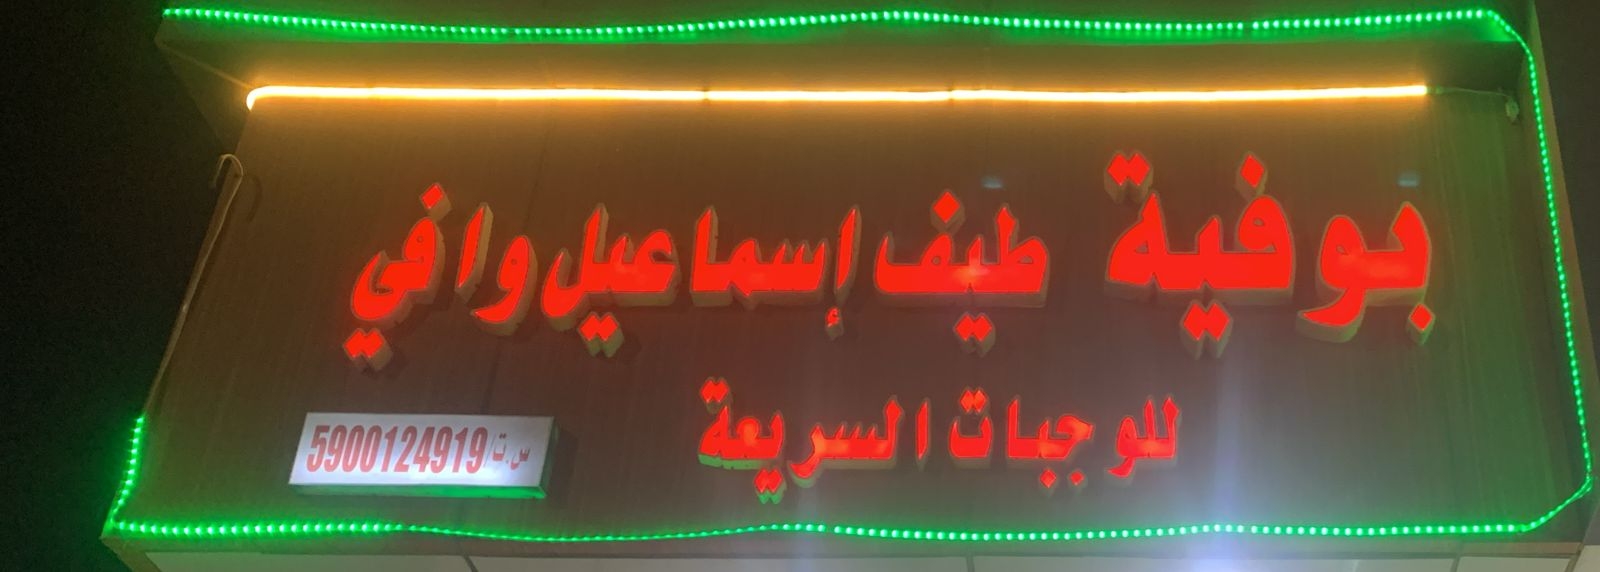 بوفية طيف إسماعيل وافي
للوجبات السريعة
س.ت/5900124919